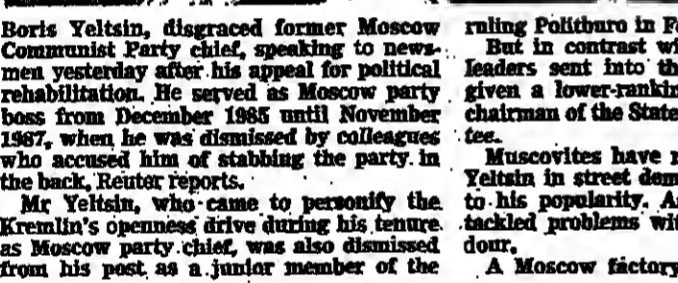 Boris Yeltsin, disgraced former Moscow
Communist Party chief, speaking to news-
men yesterday after his appeal for political
rehabilitation. He served as Moscow party
boss from December 1985 until November
1987, when he was dismissed by colleagues
who accused him of stabbing the party in
the back, Reuter reports.
Mr Yeltsin, who came to personify the
Kremlin's openness drive during his tenure
as Moscow party chief, was also dismissed
from his post as a junior member of the
ruling Politburo in F
But in contrast wi
leaders sent into th
given a lower-rankin
chairman of the State
tee.
Muscovites have r
Yeltsin in street dem
to his popularity. A
tackled problems wit
dour.
A Moscow factory